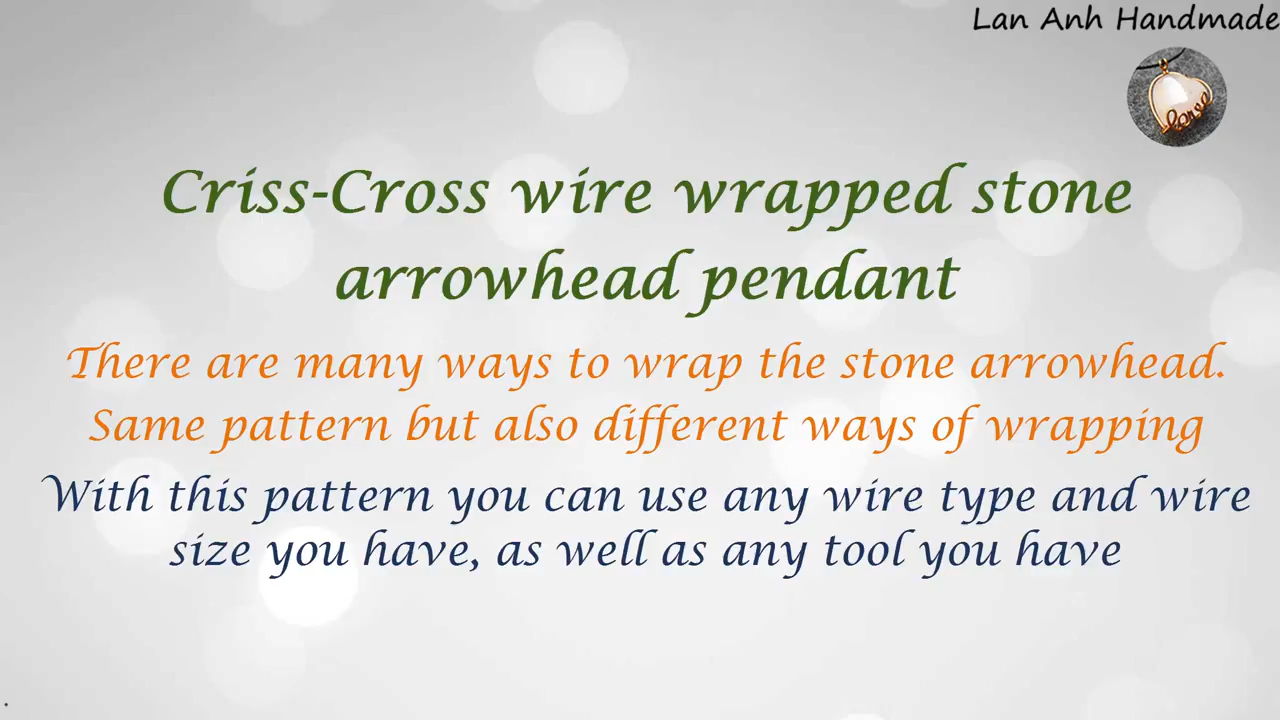 Lan Anh Handmade
Criss-Cross wire wrapped stone
arrowhead pendant
There are many ways to wrap the stone arrowhead.
Same pattern but also different ways of wrapping
With this pattern you can use any wire type and wire
size you have, as well as any tool you have